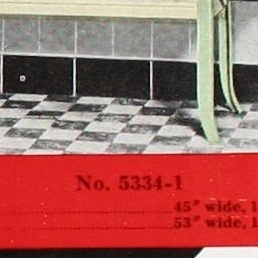 No. 5334-1
45" wide, 1
53" wide, 1